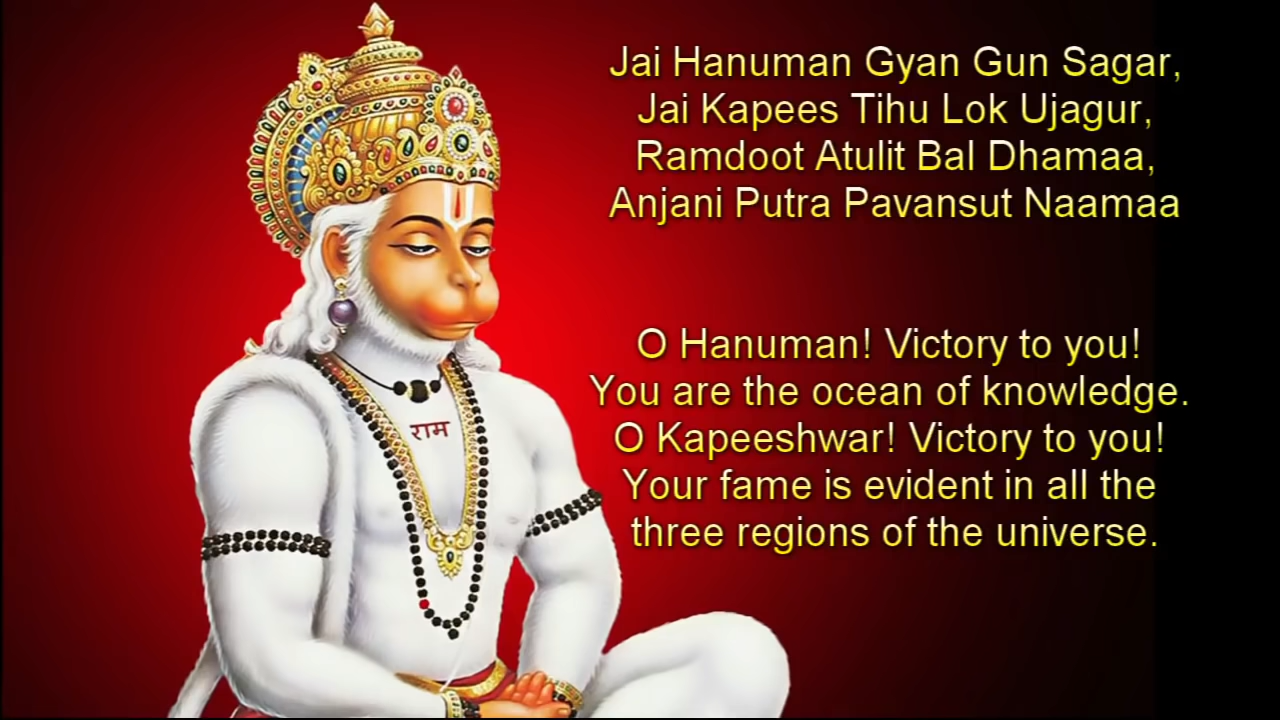 Jai Hanuman Gyan Gun Sagar,
Jai Kapees Tihu Lok Ujagur,
Ramdoot Atulit Bal Dhamaa,
Anjani Putra Pavansut Naamaa
O Hanuman! Victory to you!
You are the ocean of knowledge.
O Kapeeshwar! Victory to you!
Your fame is evident in all the
three regions of the universe.
राम